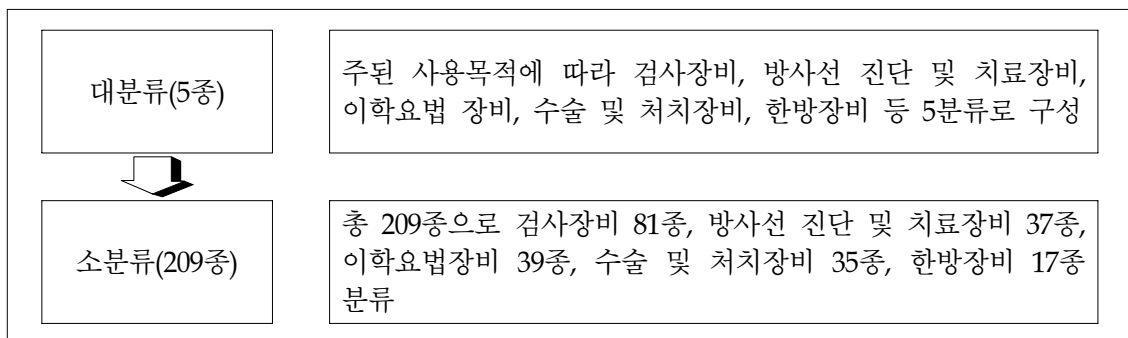 대분류(5종)
주된 사용목적에 따라 검사장비, 방사선 진단 및 치료장비,
이학요법 장비, 수술 및 처치장비, 한방장비 등 5분류로 구성
소분류(209종)
총 209종으로 검사장비 81종, 방사선 진단 및 치료장비 37종,
이학요법장비 39종, 수술 및 처치장비 35종, 한방장비 17종
분류